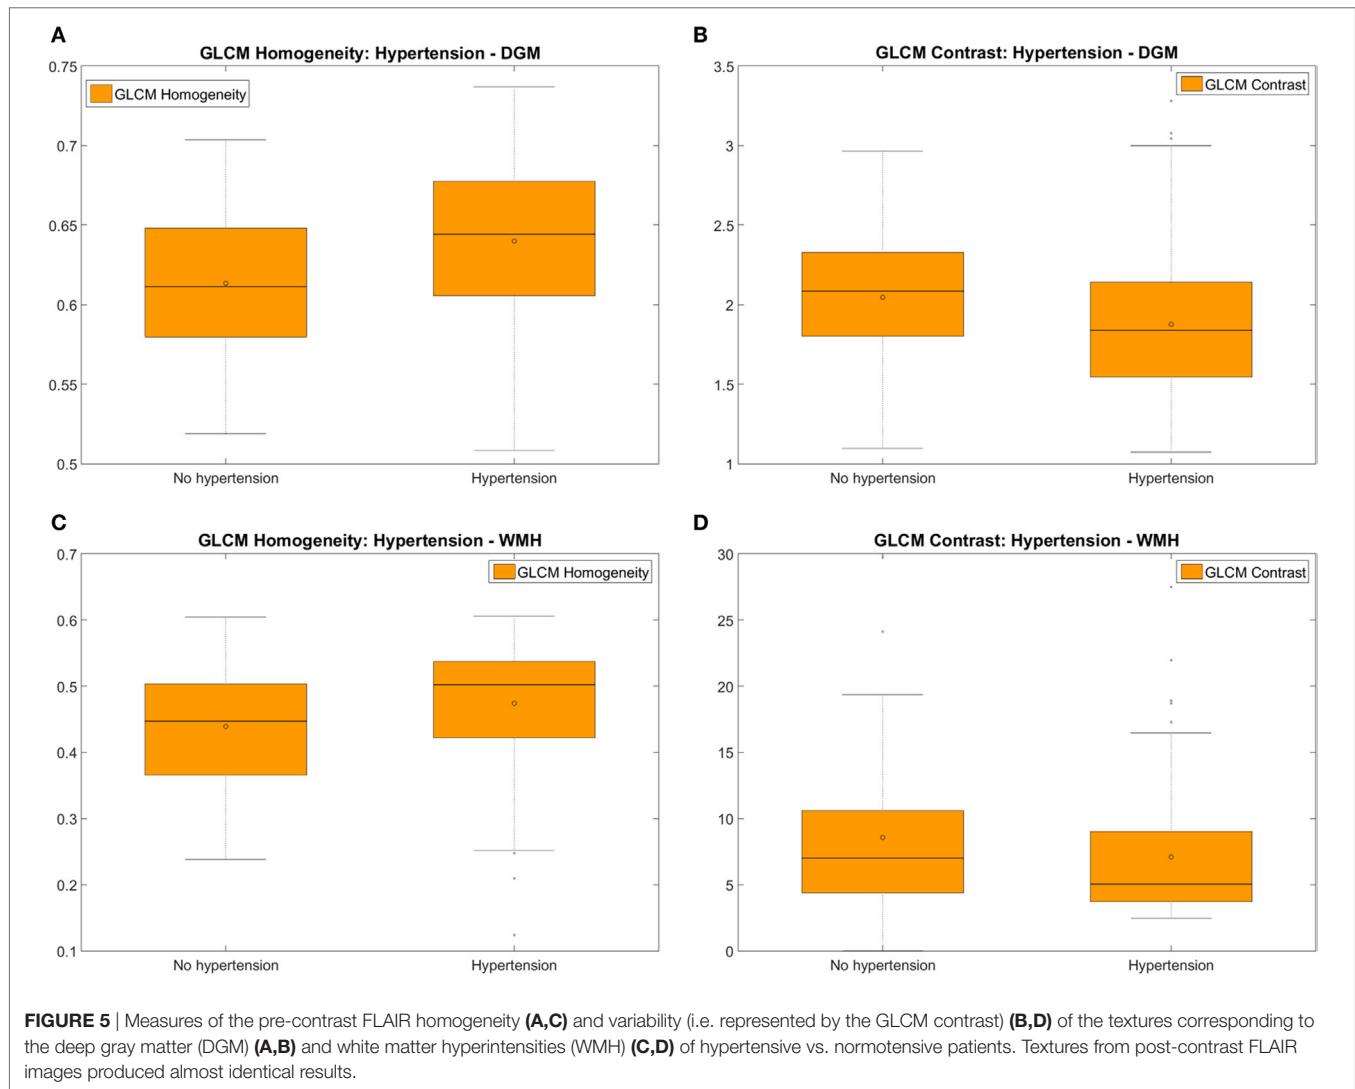 A
GLCM Homogeneity: Hypertension - DGM
0.75
0.7
0.65
0.6
0.55
0.5
GLCM Homogeneity
No hypertension
Hypertension
B
GLCM Contrast: Hypertension - DGM
3.5
3
2.5
2
1.5
1
GLCM Contrast
No hypertension
Hypertension
C
GLCM Homogeneity: Hypertension - WMH
0.7
0.6
0.5
0.4
0.3
0.2
0.1
GLCM Homogeneity
No hypertension
Hypertension
D
GLCM Contrast: Hypertension - WMH
30
25
20
15
10
5
0
GLCM Contrast
No hypertension
Hypertension
FIGURE 5 | Measures of the pre-contrast FLAIR homogeneity (A,C) and variability (i.e. represented by the GLCM contrast) (B,D) of the textures corresponding to
the deep gray matter (DGM) (A,B) and white matter hyperintensities (WMH) (C,D) of hypertensive vs. normotensive patients. Textures from post-contrast FLAIR
images produced almost identical results.